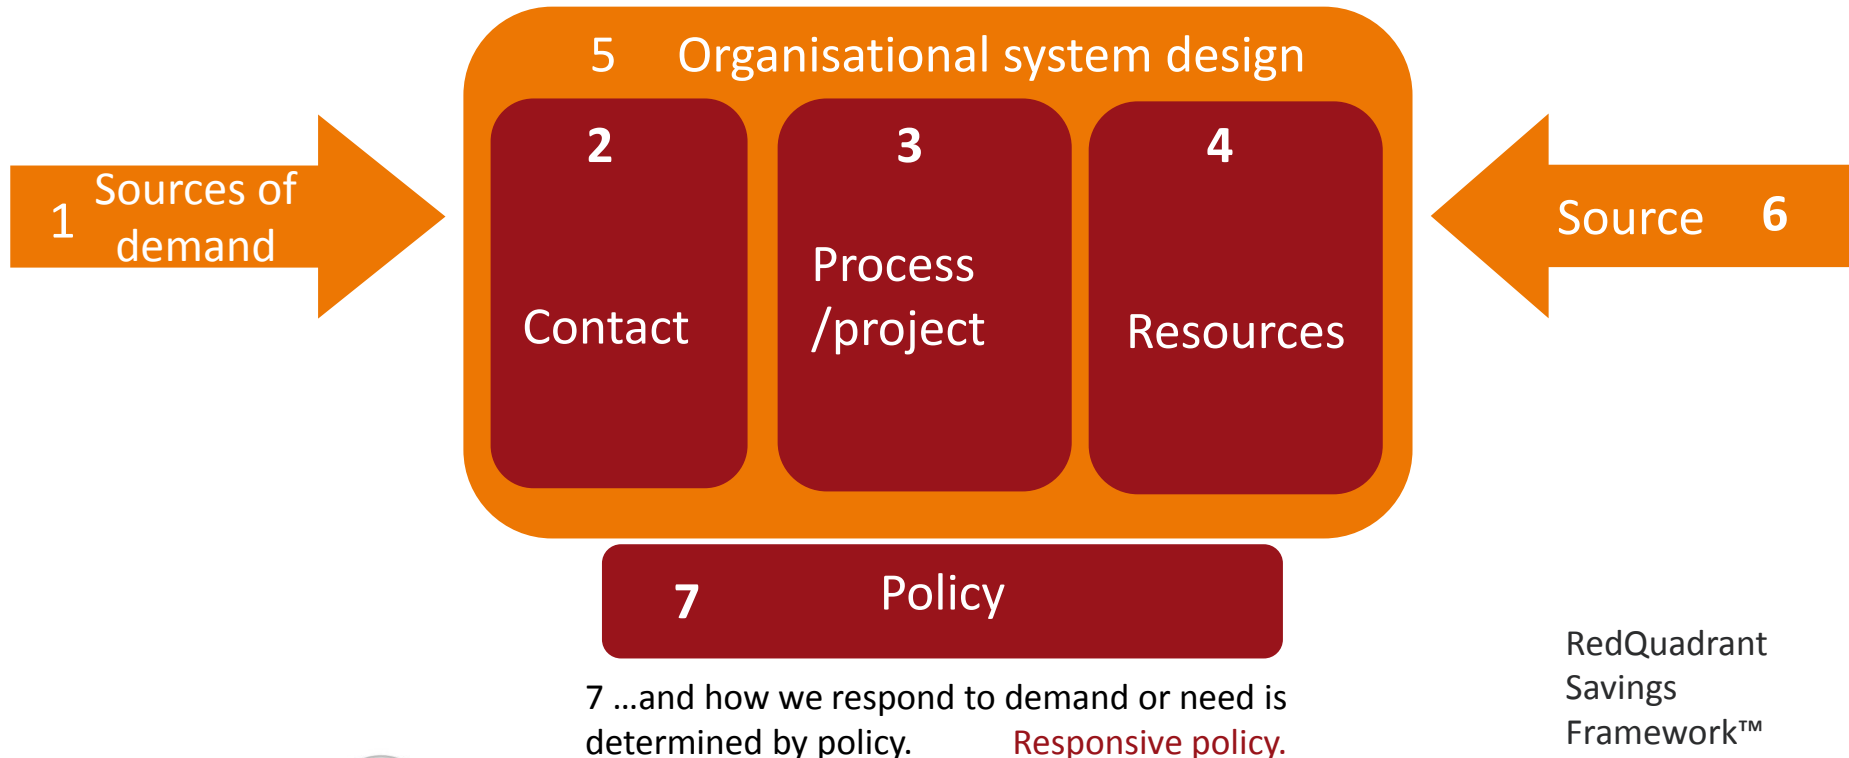 5 Organisational system design
1 Sources of
demand
2
Contact
3
Process
/project
4
Resources
Source 6
7 Policy
7 …and how we respond to demand or need is
determined by policy. Responsive policy.
RedQuadrant
Savings
Framework™